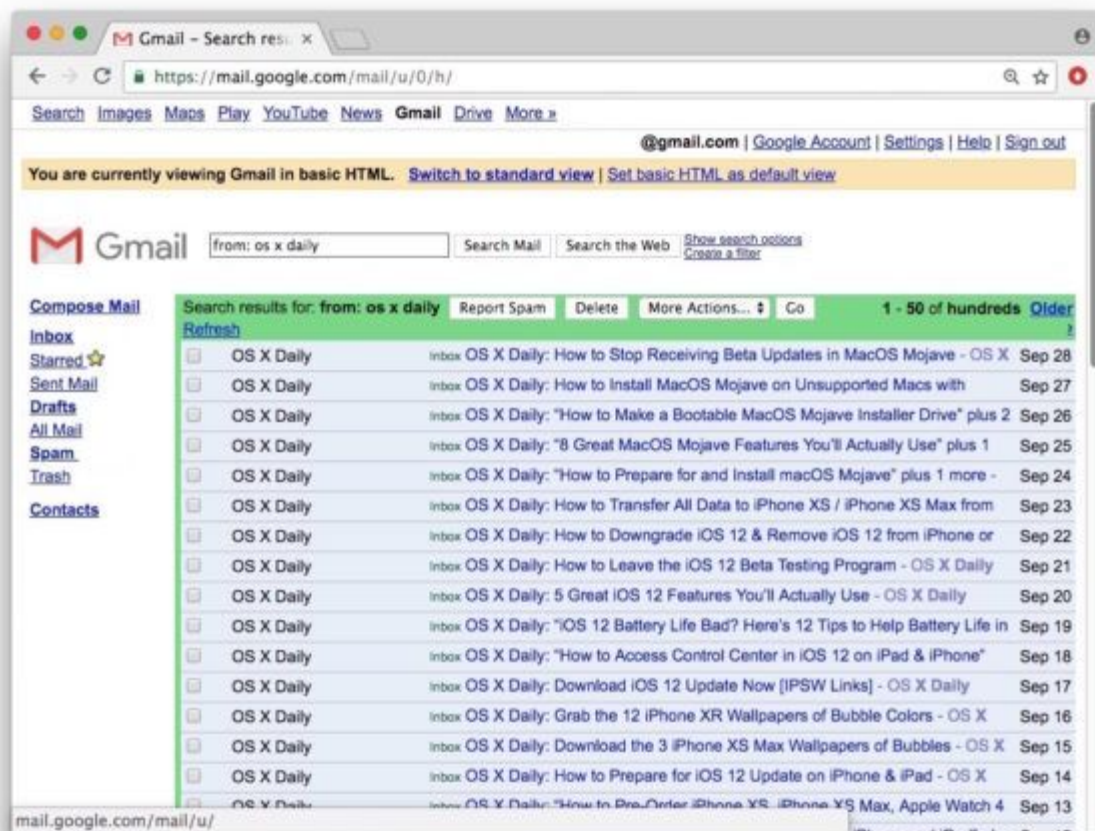 Gmail - Search res
https://mail.google.com/mail/u/0/h/
Search Images Maps Play YouTube News Gmail Drive More »
@gmail.com | Google Account | Settings | Help | Sign out
You are currently viewing Gmail in basic HTML. Switch to standard view | Set basic HTML as default view
Gmail from: os x daily Search Mail Search the Web Show search options
Create a filter
Compose Mail
Inbox
Starred
Sent Mail
Drafts
All Mail
Spam
Trash
Contacts
Search results for: from: os x daily Report Spam Delete More Actions... Go 1 - 50 of hundreds Older ›
Refresh
OS X Daily Inbox OS X Daily: How to Stop Receiving Beta Updates in MacOS Mojave - OS X Sep 28
OS X Daily Inbox OS X Daily: How to Install MacOS Mojave on Unsupported Macs with Sep 27
OS X Daily Inbox OS X Daily: "How to Make a Bootable MacOS Mojave Installer Drive" plus 2 Sep 26
OS X Daily Inbox OS X Daily: "8 Great MacOS Mojave Features You'll Actually Use" plus 1 Sep 25
OS X Daily Inbox OS X Daily: "How to Prepare for and Install macOS Mojave" plus 1 more - Sep 24
OS X Daily Inbox OS X Daily: How to Transfer All Data to iPhone XS / iPhone XS Max from Sep 23
OS X Daily Inbox OS X Daily: How to Downgrade iOS 12 & Remove iOS 12 from iPhone or Sep 22
OS X Daily Inbox OS X Daily: How to Leave the iOS 12 Beta Testing Program - OS X Daily Sep 21
OS X Daily Inbox OS X Daily: 5 Great iOS 12 Features You'll Actually Use - OS X Daily Sep 20
OS X Daily Inbox OS X Daily: "iOS 12 Battery Life Bad? Here's 12 Tips to Help Battery Life in Sep 19
OS X Daily Inbox OS X Daily: "How to Access Control Center in iOS 12 on iPad & iPhone" Sep 18
OS X Daily Inbox OS X Daily: Download iOS 12 Update Now [IPSW Links] - OS X Daily Sep 17
OS X Daily Inbox OS X Daily: Grab the 12 iPhone XR Wallpapers of Bubble Colors - OS X Sep 16
OS X Daily Inbox OS X Daily: Download the 3 iPhone XS Max Wallpapers of Bubbles - OS X Sep 15
OS X Daily Inbox OS X Daily: How to Prepare for iOS 12 Update on iPhone & iPad - OS X Sep 14
OS X Daily Inbox OS X Daily: "How to Pre-Order iPhone XS, iPhone XS Max, Apple Watch 4 Sep 13
mail.google.com/mail/u/